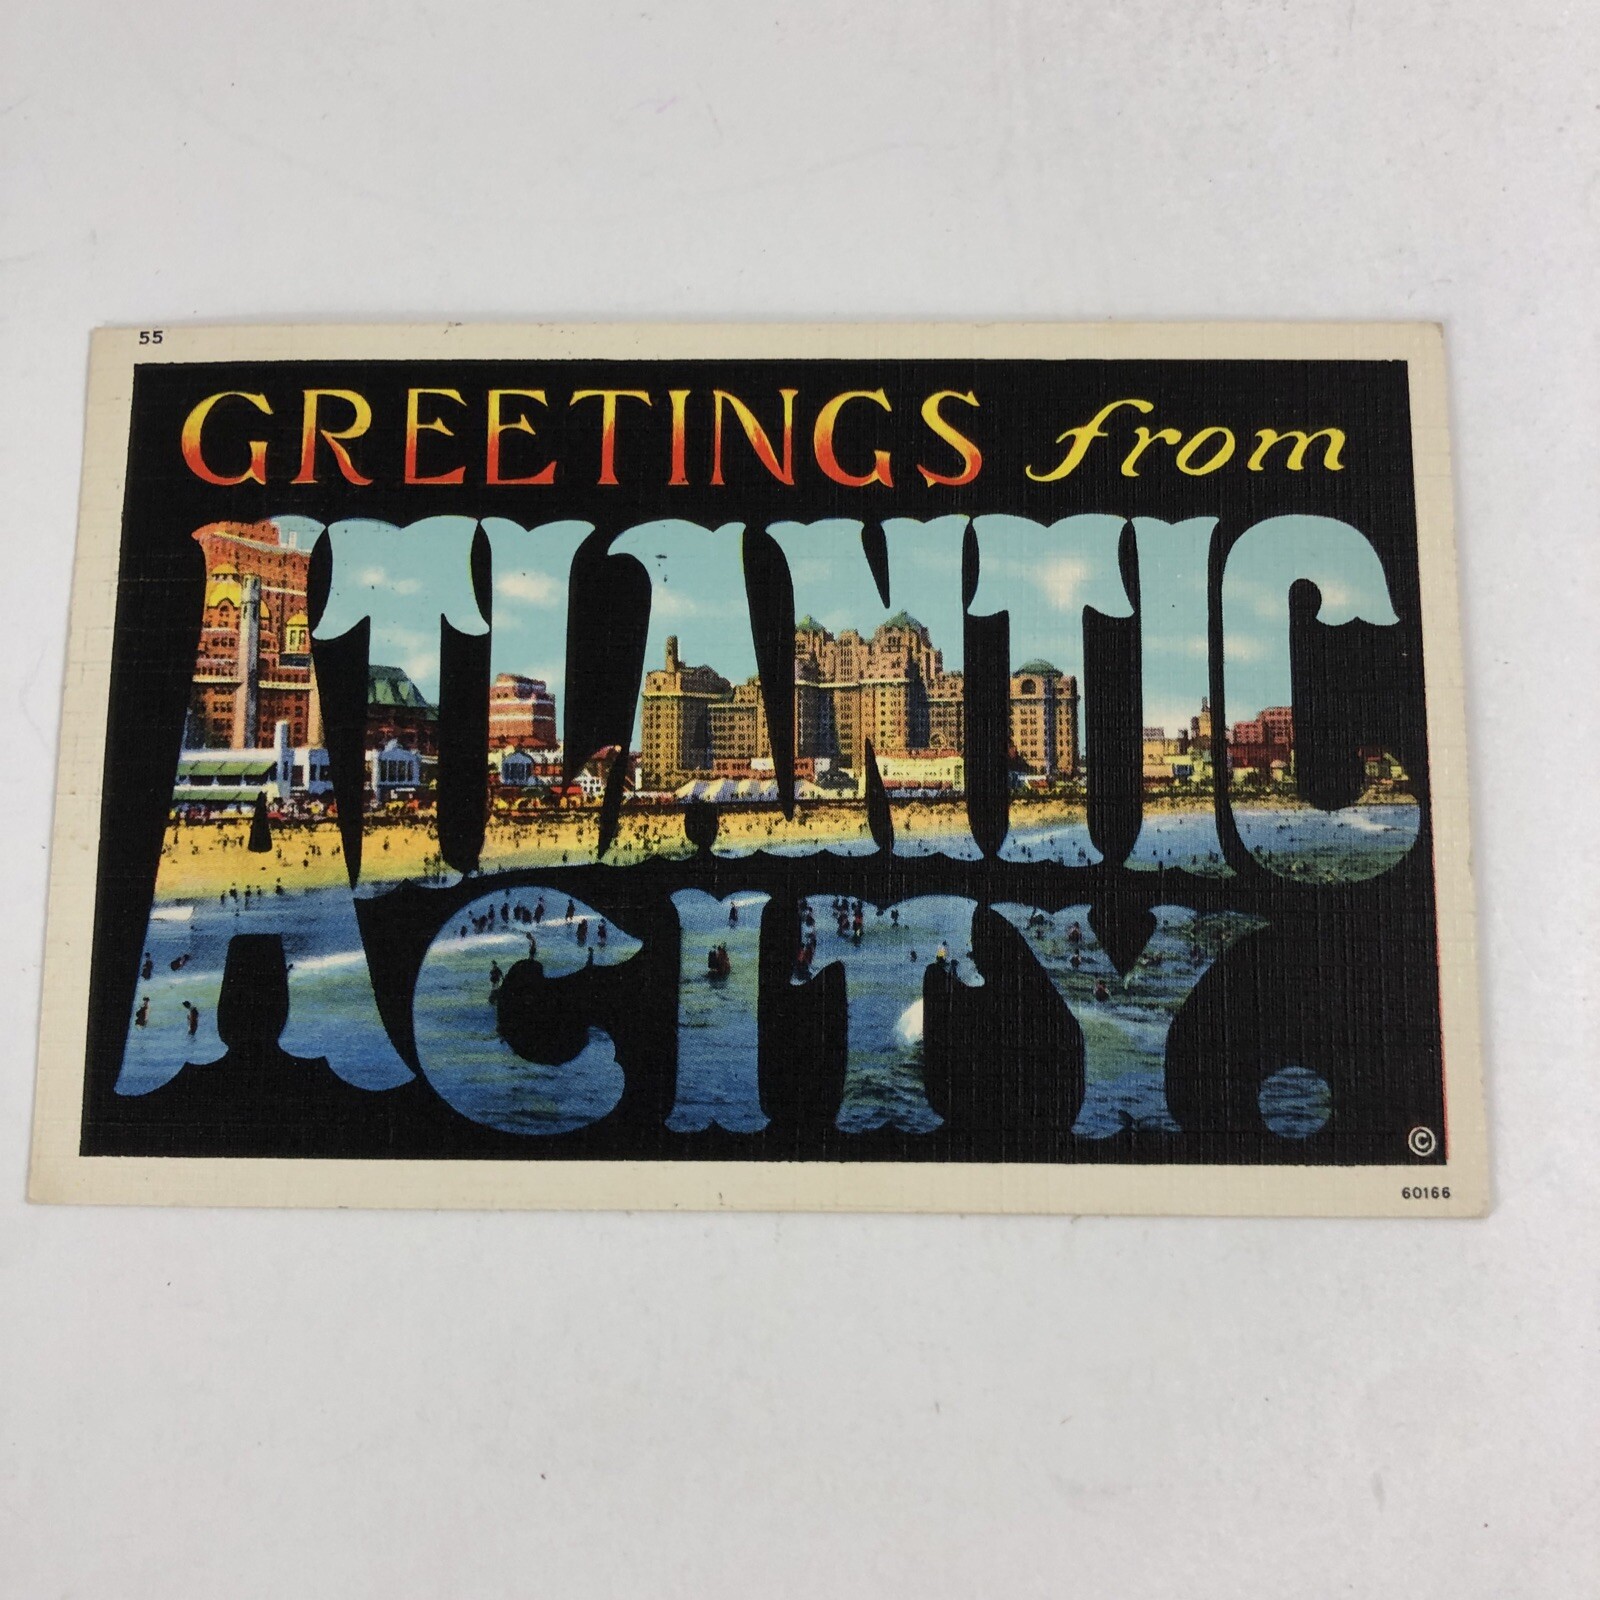 55
GREETINGS from
ATLANTIC
CITY.
©
60166